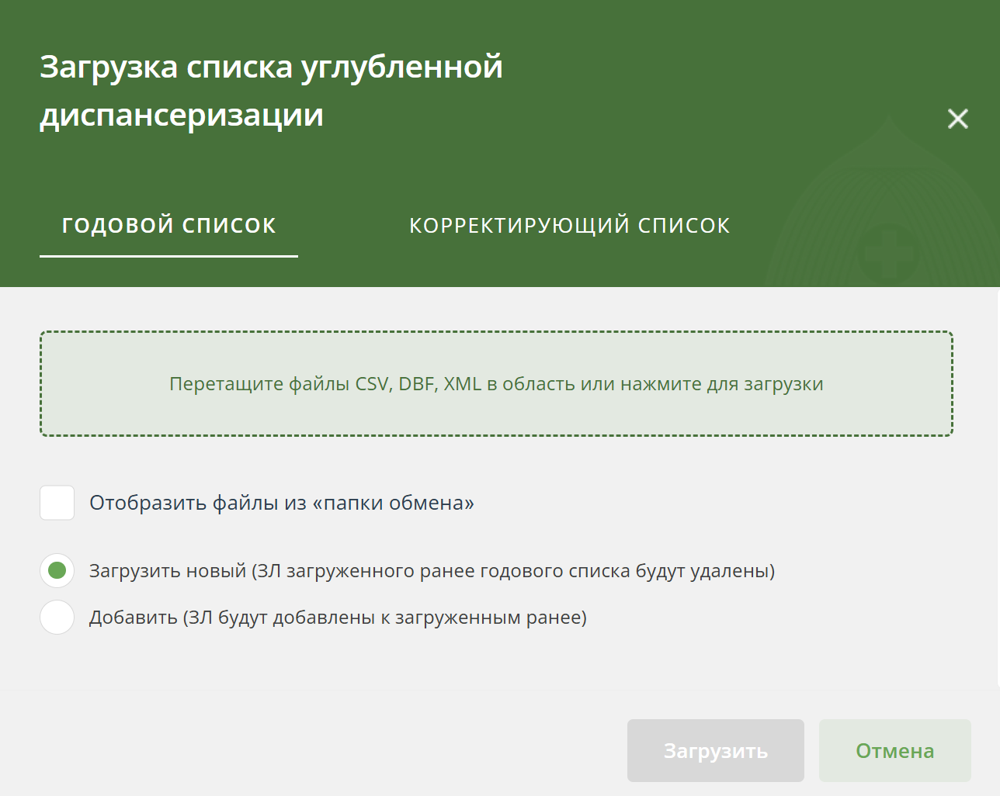 Загрузка списка углубленной
диспансеризации
ГОДОВОЙ СПИСОК
КОРРЕКТИРУЮЩИЙ СПИСОК
Перетащите файлы CSV, DBF, XML в область или нажмите для загрузки
Отобразить файлы из «папки обмена»
Загрузить новый (ЗЛ загруженного ранее годового списка будут удалены)
Добавить (ЗЛ будут добавлены к загруженным ранее)
Загрузить
Отмена